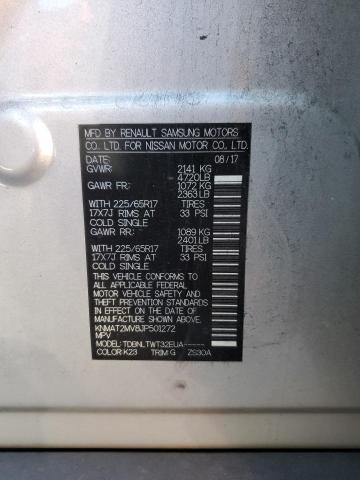 MFD. BY RENAULT SAMSUNG MOTORS
CO. LTD. FOR NISSAN MOTOR CO., LTD.
DATE: 08/17
GVWR: 2141 KG
4720LB
GAWR FR: 1072 KG
2363LB
WITH 225/65R17 TIRES
17X7J RIMS AT 33 PSI
COLD SINGLE
GAWR RR: 1089 KG
2401LB
WITH 225/65R17 TIRES
17X7J RIMS AT 33 PSI
COLD SINGLE
THIS VEHICLE CONFORMS TO ALL
APPLICABLE FEDERAL MOTOR
VEHICLE SAFETY, BUMPER, AND THEFT
PREVENTION STANDARDS IN EFFECT
ON THE DATE OF MANUFACTURE
SHOWN ABOVE.
KNMAT2MV8JP501272
MPV
MODEL: TDBNLTWT32EUA-----
COLOR: K23 TRIM: G ZS30A